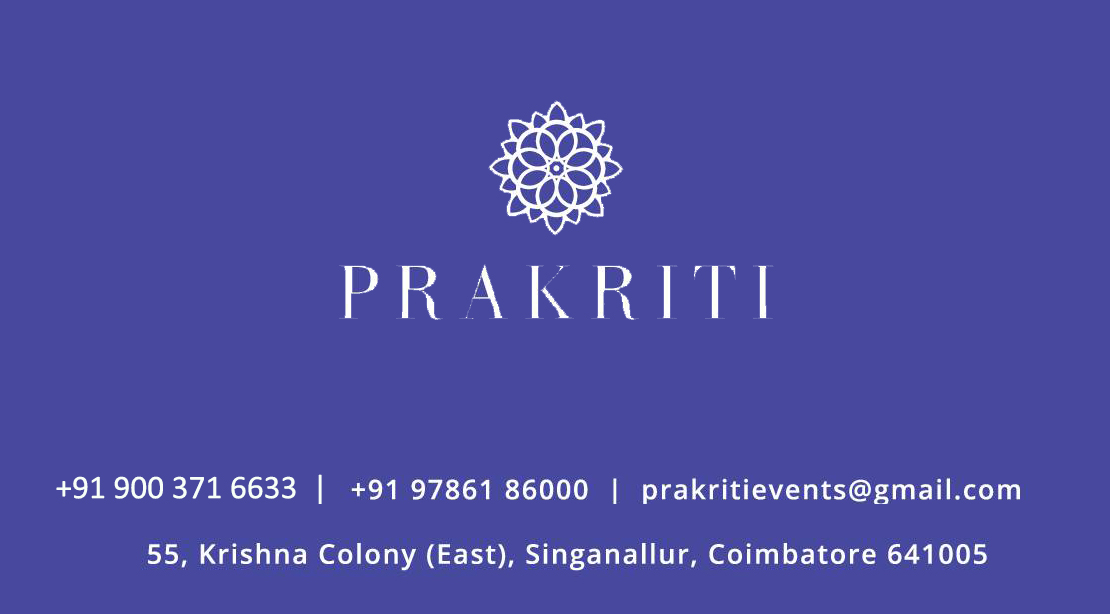 PRAKRITI
+91 900 371 6633 | +91 97861 86000 | prakritievents@gmail.com
55, Krishna Colony (East), Singanallur, Coimbatore 641005